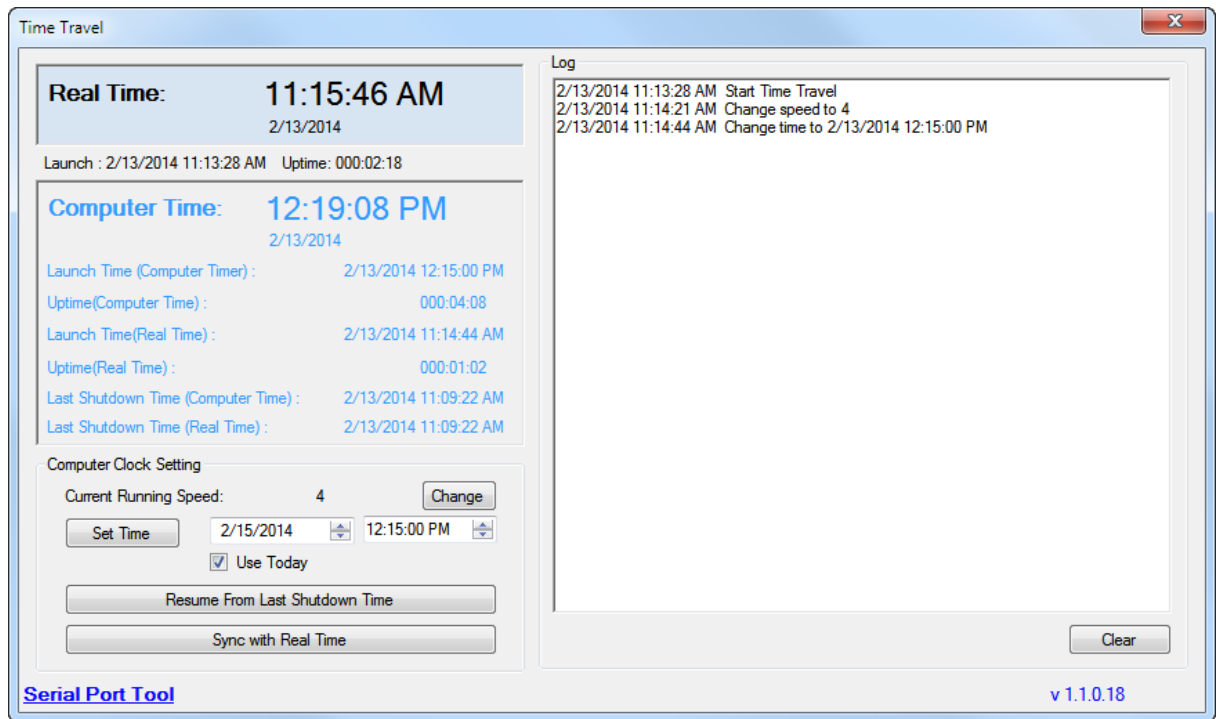 Time Travel
Real Time: 11:15:46 AM
2/13/2014
Launch : 2/13/2014 11:13:28 AM Uptime: 000:02:18
Computer Time: 12:19:08 PM
2/13/2014
Launch Time (Computer Timer) : 2/13/2014 12:15:00 PM
Uptime(Computer Time) : 000:04:08
Launch Time(Real Time) : 2/13/2014 11:14:44 AM
Uptime(Real Time) : 000:01:02
Last Shutdown Time (Computer Time) : 2/13/2014 11:09:22 AM
Last Shutdown Time (Real Time) : 2/13/2014 11:09:22 AM
Computer Clock Setting
Current Running Speed: 4 Change
Set Time 2/15/2014 12:15:00 PM
Use Today
Resume From Last Shutdown Time
Sync with Real Time
Log
2/13/2014 11:13:28 AM Start Time Travel
2/13/2014 11:14:21 AM Change speed to 4
2/13/2014 11:14:44 AM Change time to 2/13/2014 12:15:00 PM
Clear
Serial Port Tool
v 1.1.0.18